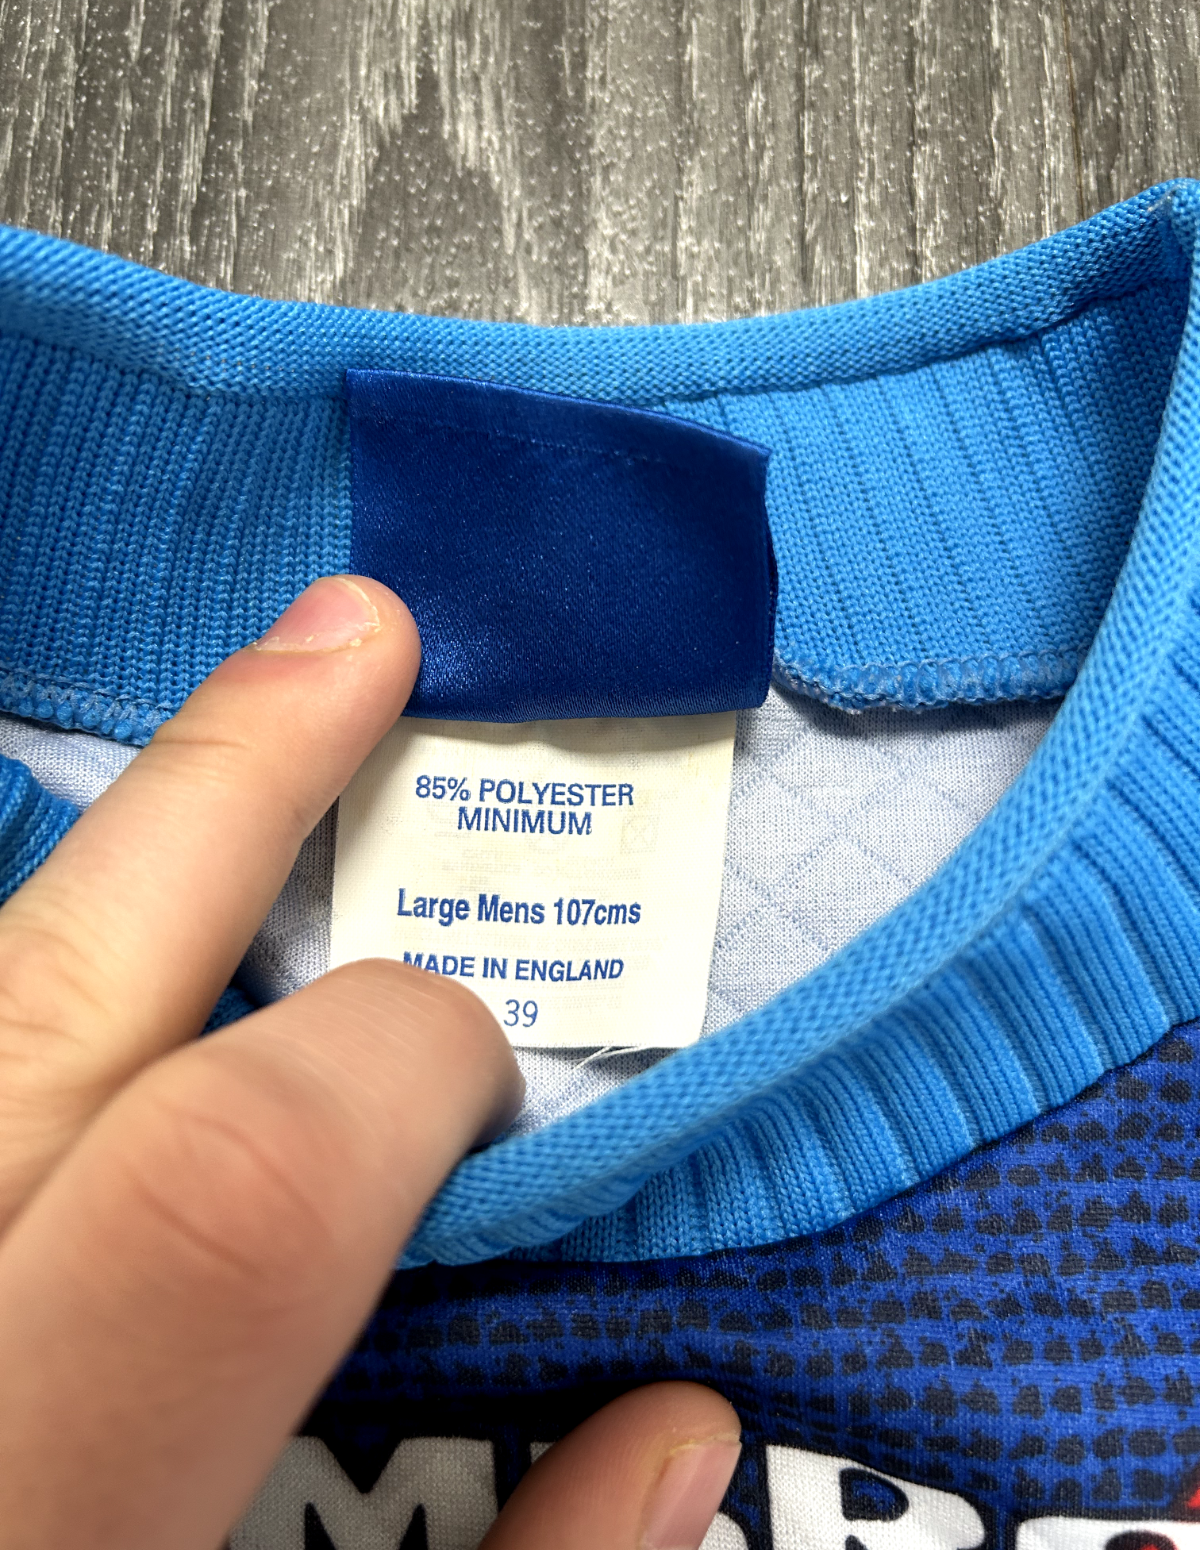 85% POLYESTER
MINIMUM
Large Mens 107cms
MADE IN ENGLAND
39